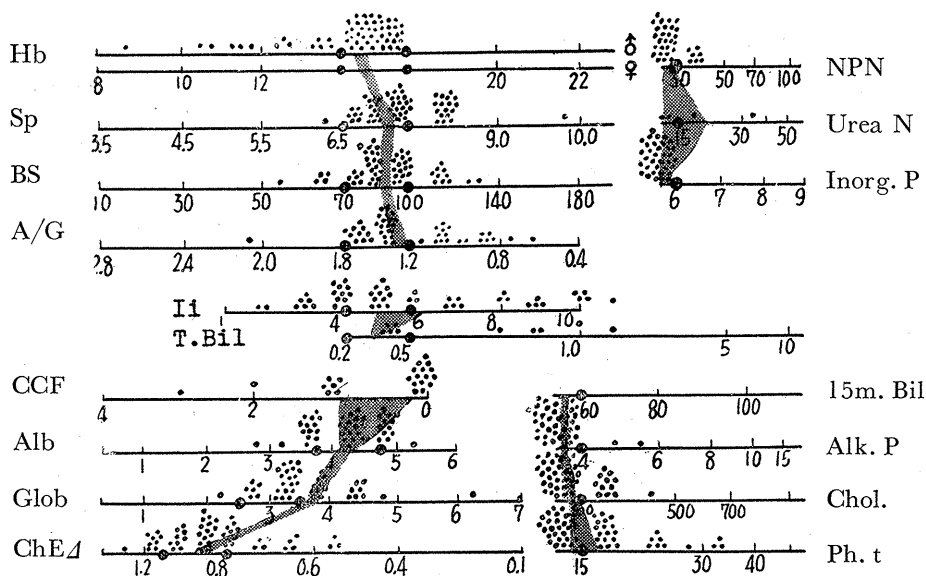 Hb ♂
8 10 12 20 22 ♀
30 50 70 100 NPN
Sp
3.5 4.5 5.5 6.5 9.0 10.0
15 30 50 Urea N
BS
10 30 50 70 100 140 180
6 7 8 9 Inorg. P
A/G
2.8 2.4 2.0 1.8 1.2 0.8 0.4
Ii
1 4 6 8 10
T.Bil
0.2 0.5 1.0 5 10
CCF
4 2 0
60 80 100 15m. Bil
Alb
1 2 3 5 6
4 6 8 10 15 Alk. P
Glob
1 3 4 5 6 7
500 700 Chol.
ChEΔ
1.2 0.8 0.6 0.4 0.1
15 30 40 Ph. t